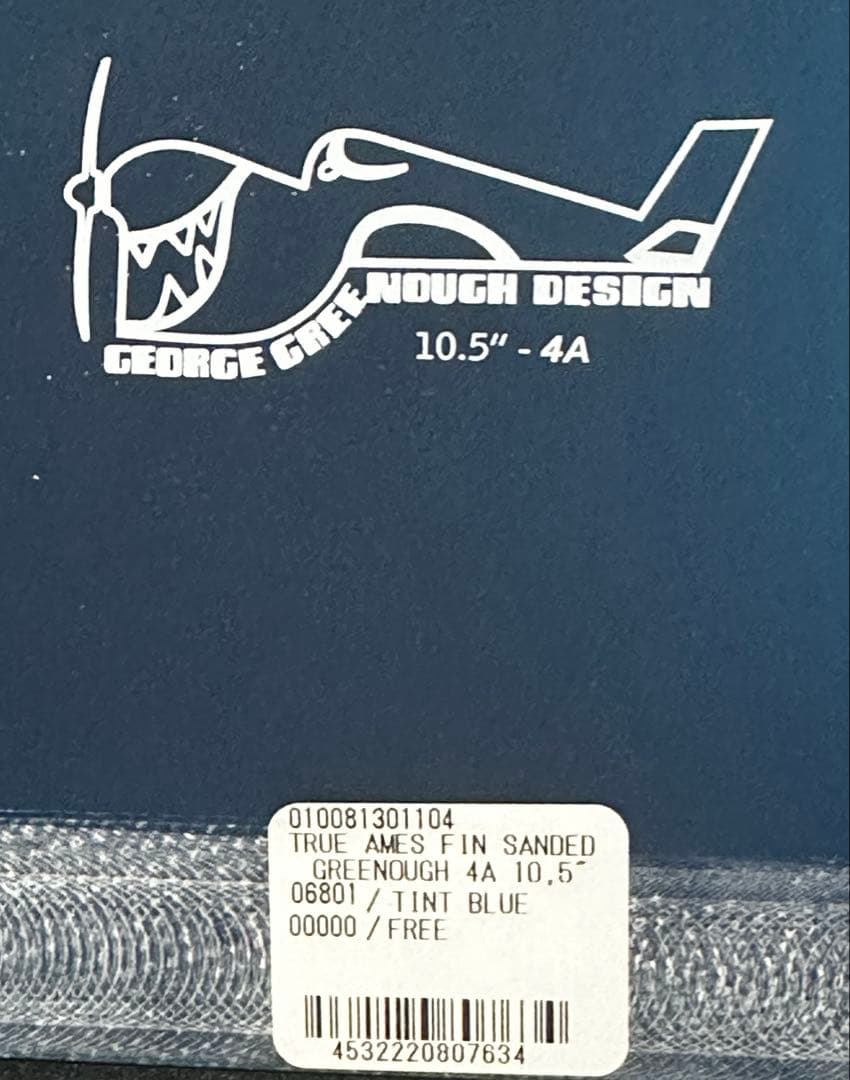 GEORGE GREENOUGH DESIGN
10.5" - 4A
010081301104
TRUE AMES FIN SANDED
GREENOUGH 4A 10.5"
06801 / TINT BLUE
00000 / FREE
4532220807634